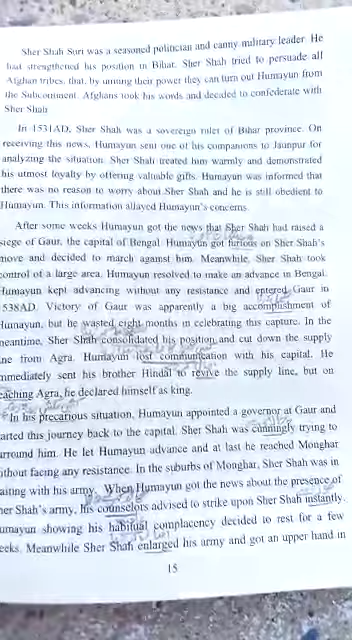 Sher Shah Suri was a seasoned politician and canny military leader. He
had strengthened his position in Bihar. Sher Shah tried to persuade all
Afghan tribes, that, by uniting their power they can turn out Humayun from
the Subcontinent. Afghans took his words and decided to confederate with
Sher Shah
In 1531AD, Sher Shah was a sovereign ruler of Bihar province. On
receiving this news, Humayun sent one of his companions to Jaunpur for
analyzing the situation. Sher Shah treated him warmly and demonstrated
his utmost loyalty by offering valuable gifts. Humayun was informed that
there was no reason to worry about Sher Shah and he is still obedient to
Humayun. This information allayed Humayun's concerns.
After some weeks Humayun got the news that Sher Shah had raised a
siege of Gaur, the capital of Bengal. Humayun got furious on Sher Shah's
move and decided to march against him. Meanwhile, Sher Shah took
control of a large area. Humayun resolved to make an advance in Bengal.
Humayun kept advancing without any resistance and entered Gaur in
538AD. Victory of Gaur was apparently a big accomplishment of
Humayun, but he wasted eight months in celebrating this capture. In the
meantime, Sher Shah consolidated his position and cut down the supply
ne from Agra. Humayun lost communication with his capital. He
mmediately sent his brother Hindal to revive the supply line, but on
eaching Agra, he declared himself as king.
In his precarious situation, Humayun appointed a governor at Gaur and
arted this journey back to the capital. Sher Shah was cunningly trying to
urround him. He let Humayun advance and at last he reached Monghar
ithout facing any resistance. In the suburbs of Monghar, Sher Shah was in
aiting with his army. When Humayun got the news about the presence of
her Shah's army, his counselors advised to strike upon Sher Shah instantly.
umayun showing his habitual complacency decided to rest for a few
eeks. Meanwhile Sher Shah enlarged his army and got an upper hand in
15